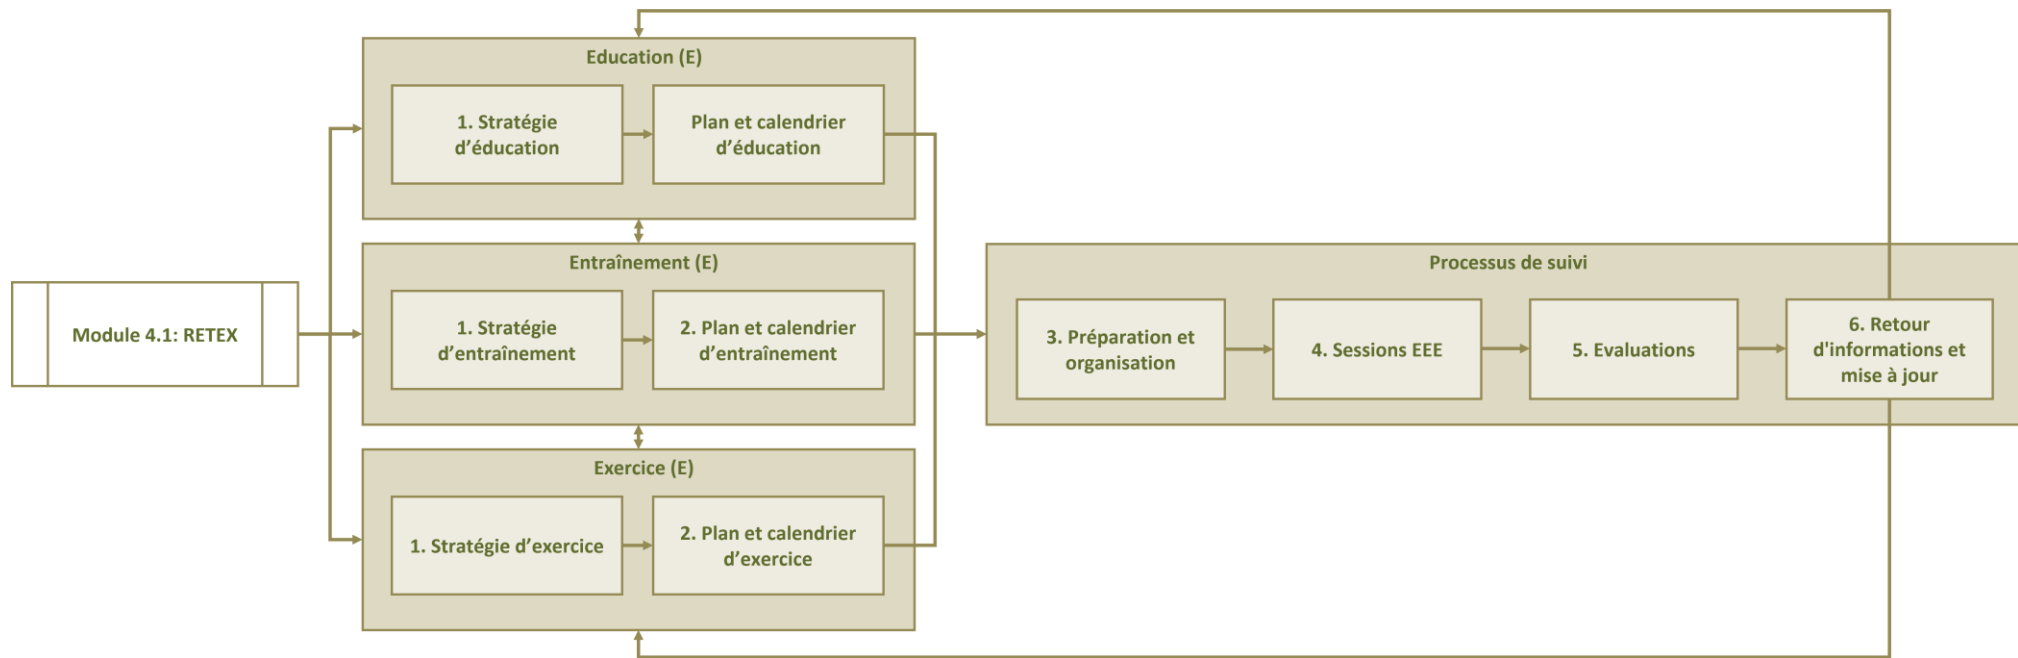 Education (E)
1. Stratégie
d’éducation
Plan et calendrier
d’éducation
Entraînement (E)
Processus de suivi
Module 4.1: RETEX
1. Stratégie
d’entraînement
2. Plan et calendrier
d’entraînement
3. Préparation et
organisation
4. Sessions EEE
5. Evaluations
6. Retour
d'informations et
mise à jour
Exercice (E)
1. Stratégie d’exercice
2. Plan et calendrier
d’exercice